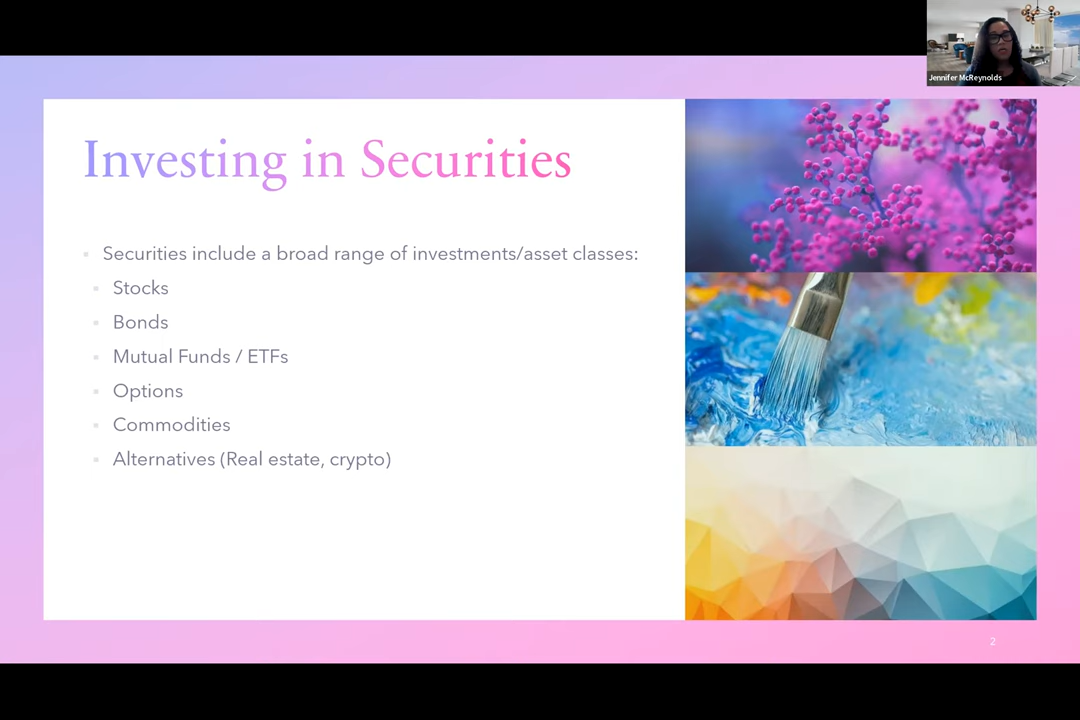 Jennifer McReynolds
Investing in Securities
Securities include a broad range of investments/asset classes:
Stocks
Bonds
Mutual Funds / ETFs
Options
Commodities
Alternatives (Real estate, crypto)
2